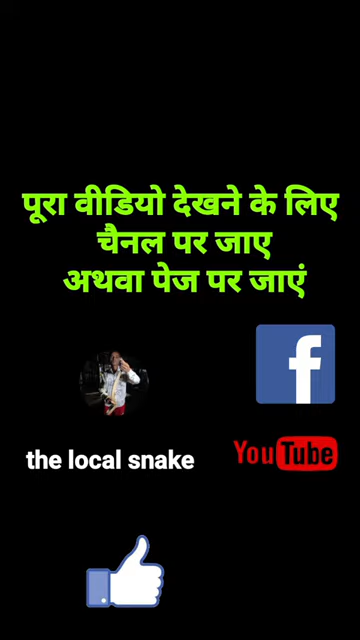 पूरा वीडियो देखने के लिए
चैनल पर जाए
अथवा पेज पर जाएं
f
the local snake
YouTube